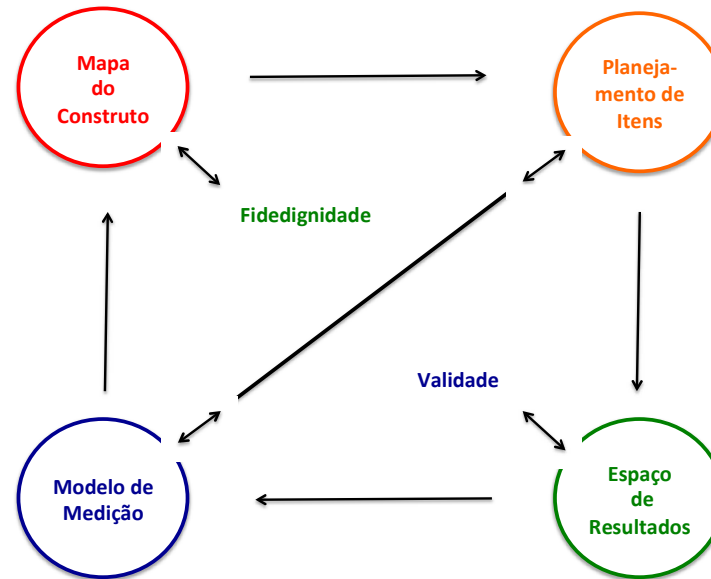 Mapa
do
Construto
Planeja-
mento de
Itens
Fidedignidade
Validade
Modelo de
Medição
Espaço
de
Resultados